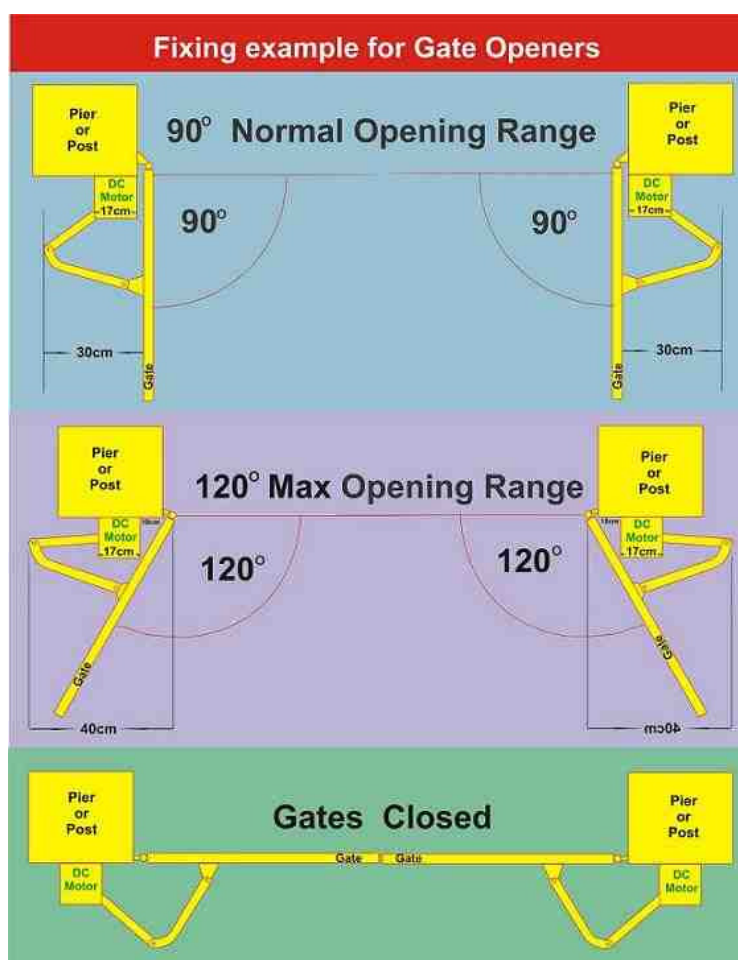 Fixing example for Gate Openers
Pier
or
Post
90° Normal Opening Range
Pier
or
Post
DC
Motor
17cm
90°
90°
DC
Motor
17cm
30cm
Gate
Gate
30cm
Pier
or
Post
120° Max Opening Range
Pier
or
Post
DC
Motor
17cm
120°
120°
18cm
DC
Motor
17cm
Gate
Gate
40cm
40cm
Pier
or
Post
Gates Closed
Pier
or
Post
Gate
Gate
DC
Motor
DC
Motor